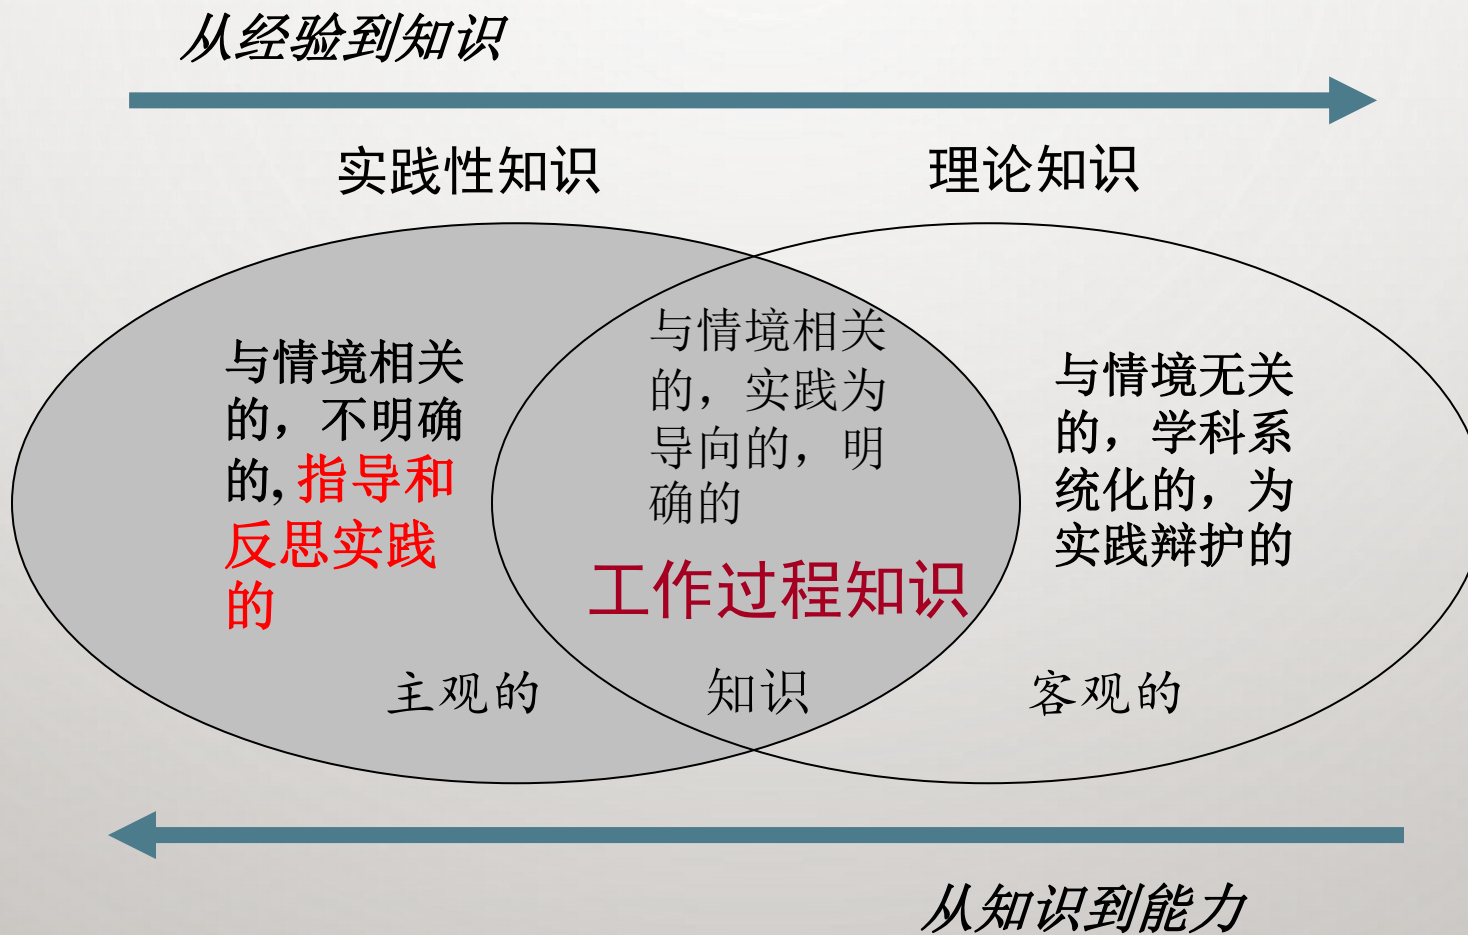 从经验到知识
实践性知识
理论知识
与情境相关
的，不明确
的,指导和
反思实践
的
与情境相关
的，实践为
导向的，明
确的
工作过程知识
与情境无关
的，学科系
统化的，为
实践辩护的
主观的
知识
客观的
从知识到能力